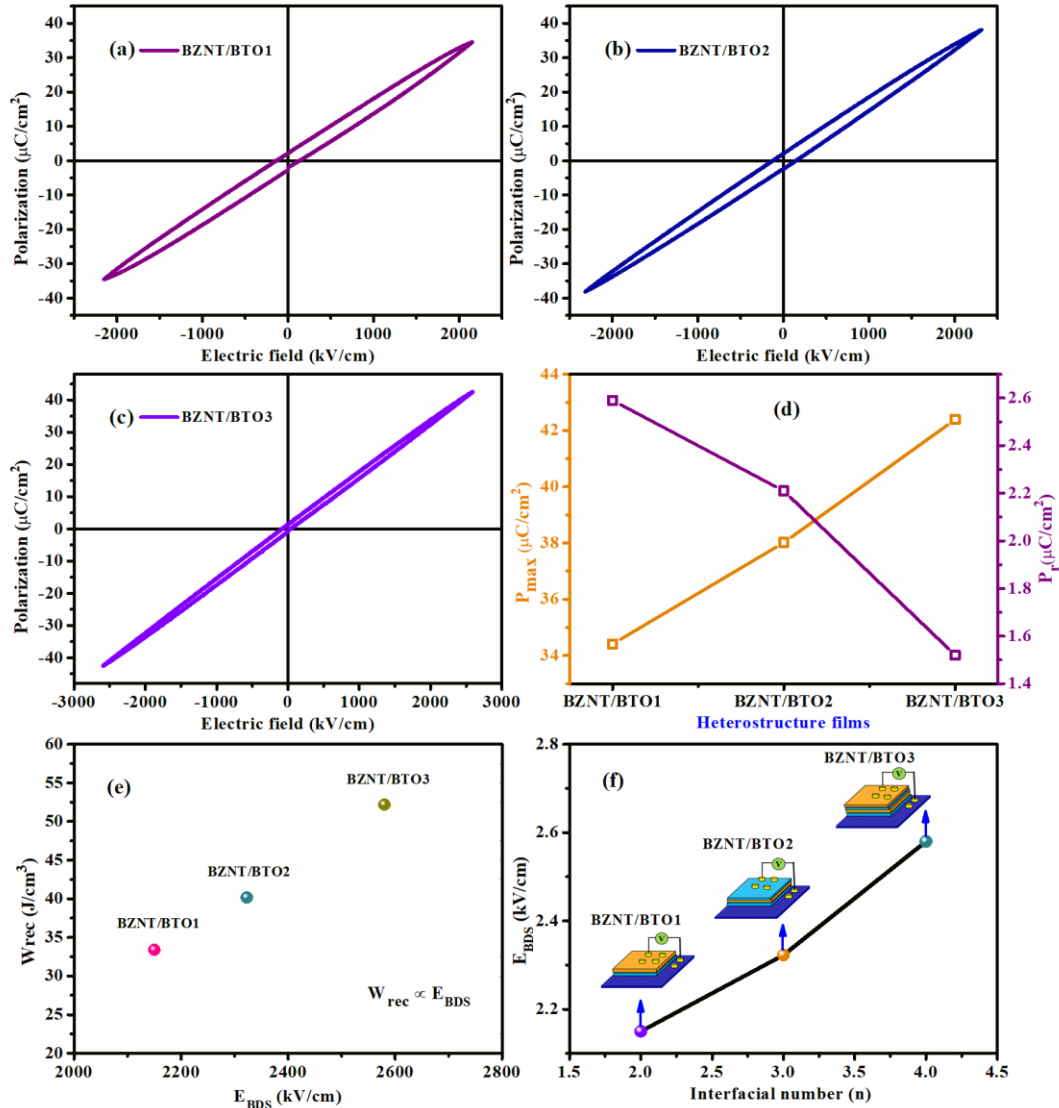 (a)
BZNT/BTO1
40
30
20
10
0
-10
-20
-30
-40
Polarization (μC/cm²)
-2000
-1000
0
1000
2000
Electric field (kV/cm)
(b)
BZNT/BTO2
40
30
20
10
0
-10
-20
-30
-40
Polarization (μC/cm²)
-2000
-1000
0
1000
2000
Electric field (kV/cm)
(c)
BZNT/BTO3
40
30
20
10
0
-10
-20
-30
-40
Polarization (μC/cm²)
-3000
-2000
-1000
0
1000
2000
3000
Electric field (kV/cm)
(d)
44
42
40
38
36
34
Pmax (μC/cm²)
2.6
2.4
2.2
2.0
1.8
1.6
1.4
Pr(μC/cm²)
BZNT/BTO1
BZNT/BTO2
BZNT/BTO3
Heterostructure films
(e)
60
55
50
45
40
35
30
25
20
Wrec (J/cm³)
BZNT/BTO3
BZNT/BTO2
BZNT/BTO1
Wrec ∝ EBDS
2000
2200
2400
2600
2800
EBDS (kV/cm)
(f)
2.8
2.6
2.4
2.2
EBDS (kV/cm)
BZNT/BTO3
V
BZNT/BTO2
V
BZNT/BTO1
V
1.5
2.0
2.5
3.0
3.5
4.0
4.5
Interfacial number (n)